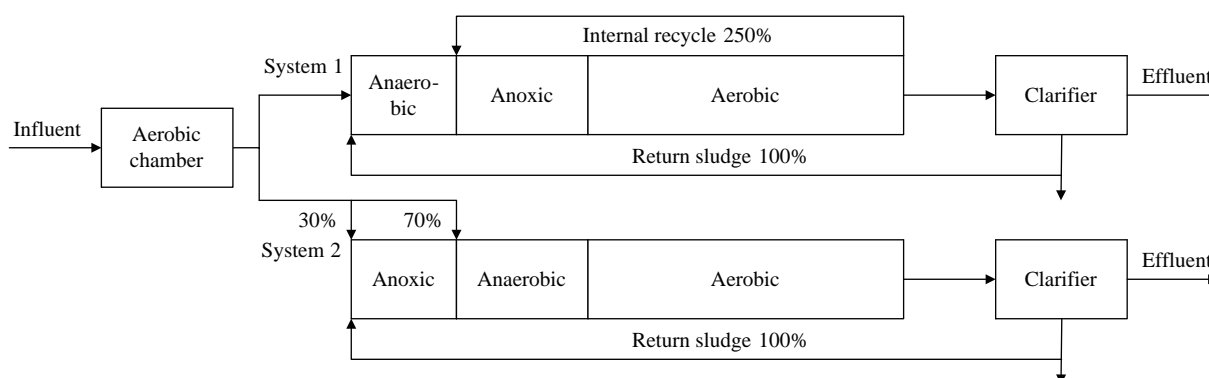 Internal recycle 250%
System 1
Anaero-
bic
Anoxic
Aerobic
Clarifier
Effluent
Influent
Aerobic
chamber
Return sludge 100%
30%
70%
System 2
Anoxic
Anaerobic
Aerobic
Clarifier
Effluent
Return sludge 100%